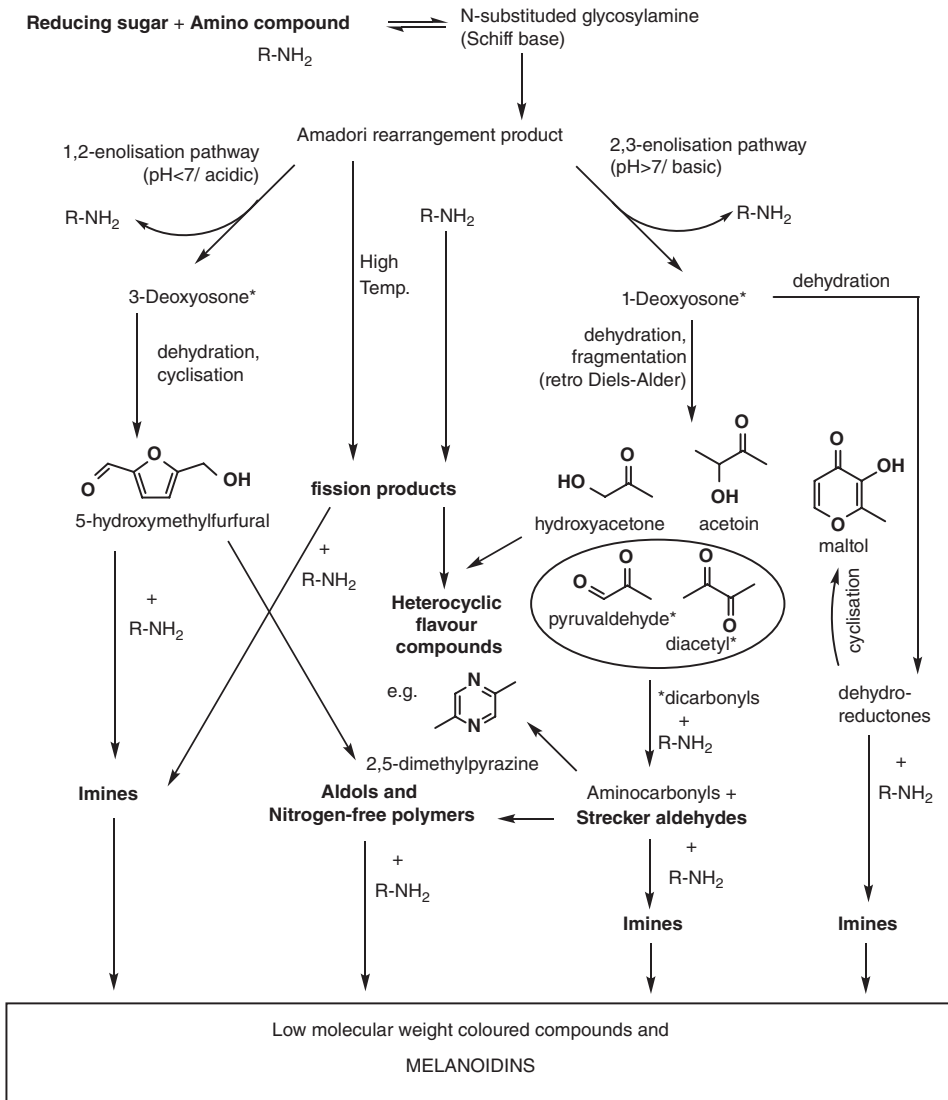 Reducing sugar + Amino compound
R-NH2
N-substituded glycosylamine
(Schiff base)
Amadori rearrangement product
1,2-enolisation pathway
(pH<7/ acidic)
2,3-enolisation pathway
(pH>7/ basic)
R-NH2
R-NH2
R-NH2
High
Temp.
3-Deoxyosone*
1-Deoxyosone*
dehydration
dehydration,
cyclisation
dehydration,
fragmentation
(retro Diels-Alder)
O
O
OH
5-hydroxymethylfurfural
fission products
HO
O
hydroxyacetone
O
OH
acetoin
O
OH
O
maltol
+
R-NH2
+
R-NH2
Heterocyclic
flavour
compounds
O
O
pyruvaldehyde*
O
O
diacetyl*
cyclisation
e.g.
N
N
2,5-dimethylpyrazine
*dicarbonyls
+
R-NH2
dehydro-
reductones
+
R-NH2
Imines
Aldols and
Nitrogen-free polymers
Aminocarbonyls +
Strecker aldehydes
+
R-NH2
+
R-NH2
Imines
Imines
Low molecular weight coloured compounds and
MELANOIDINS